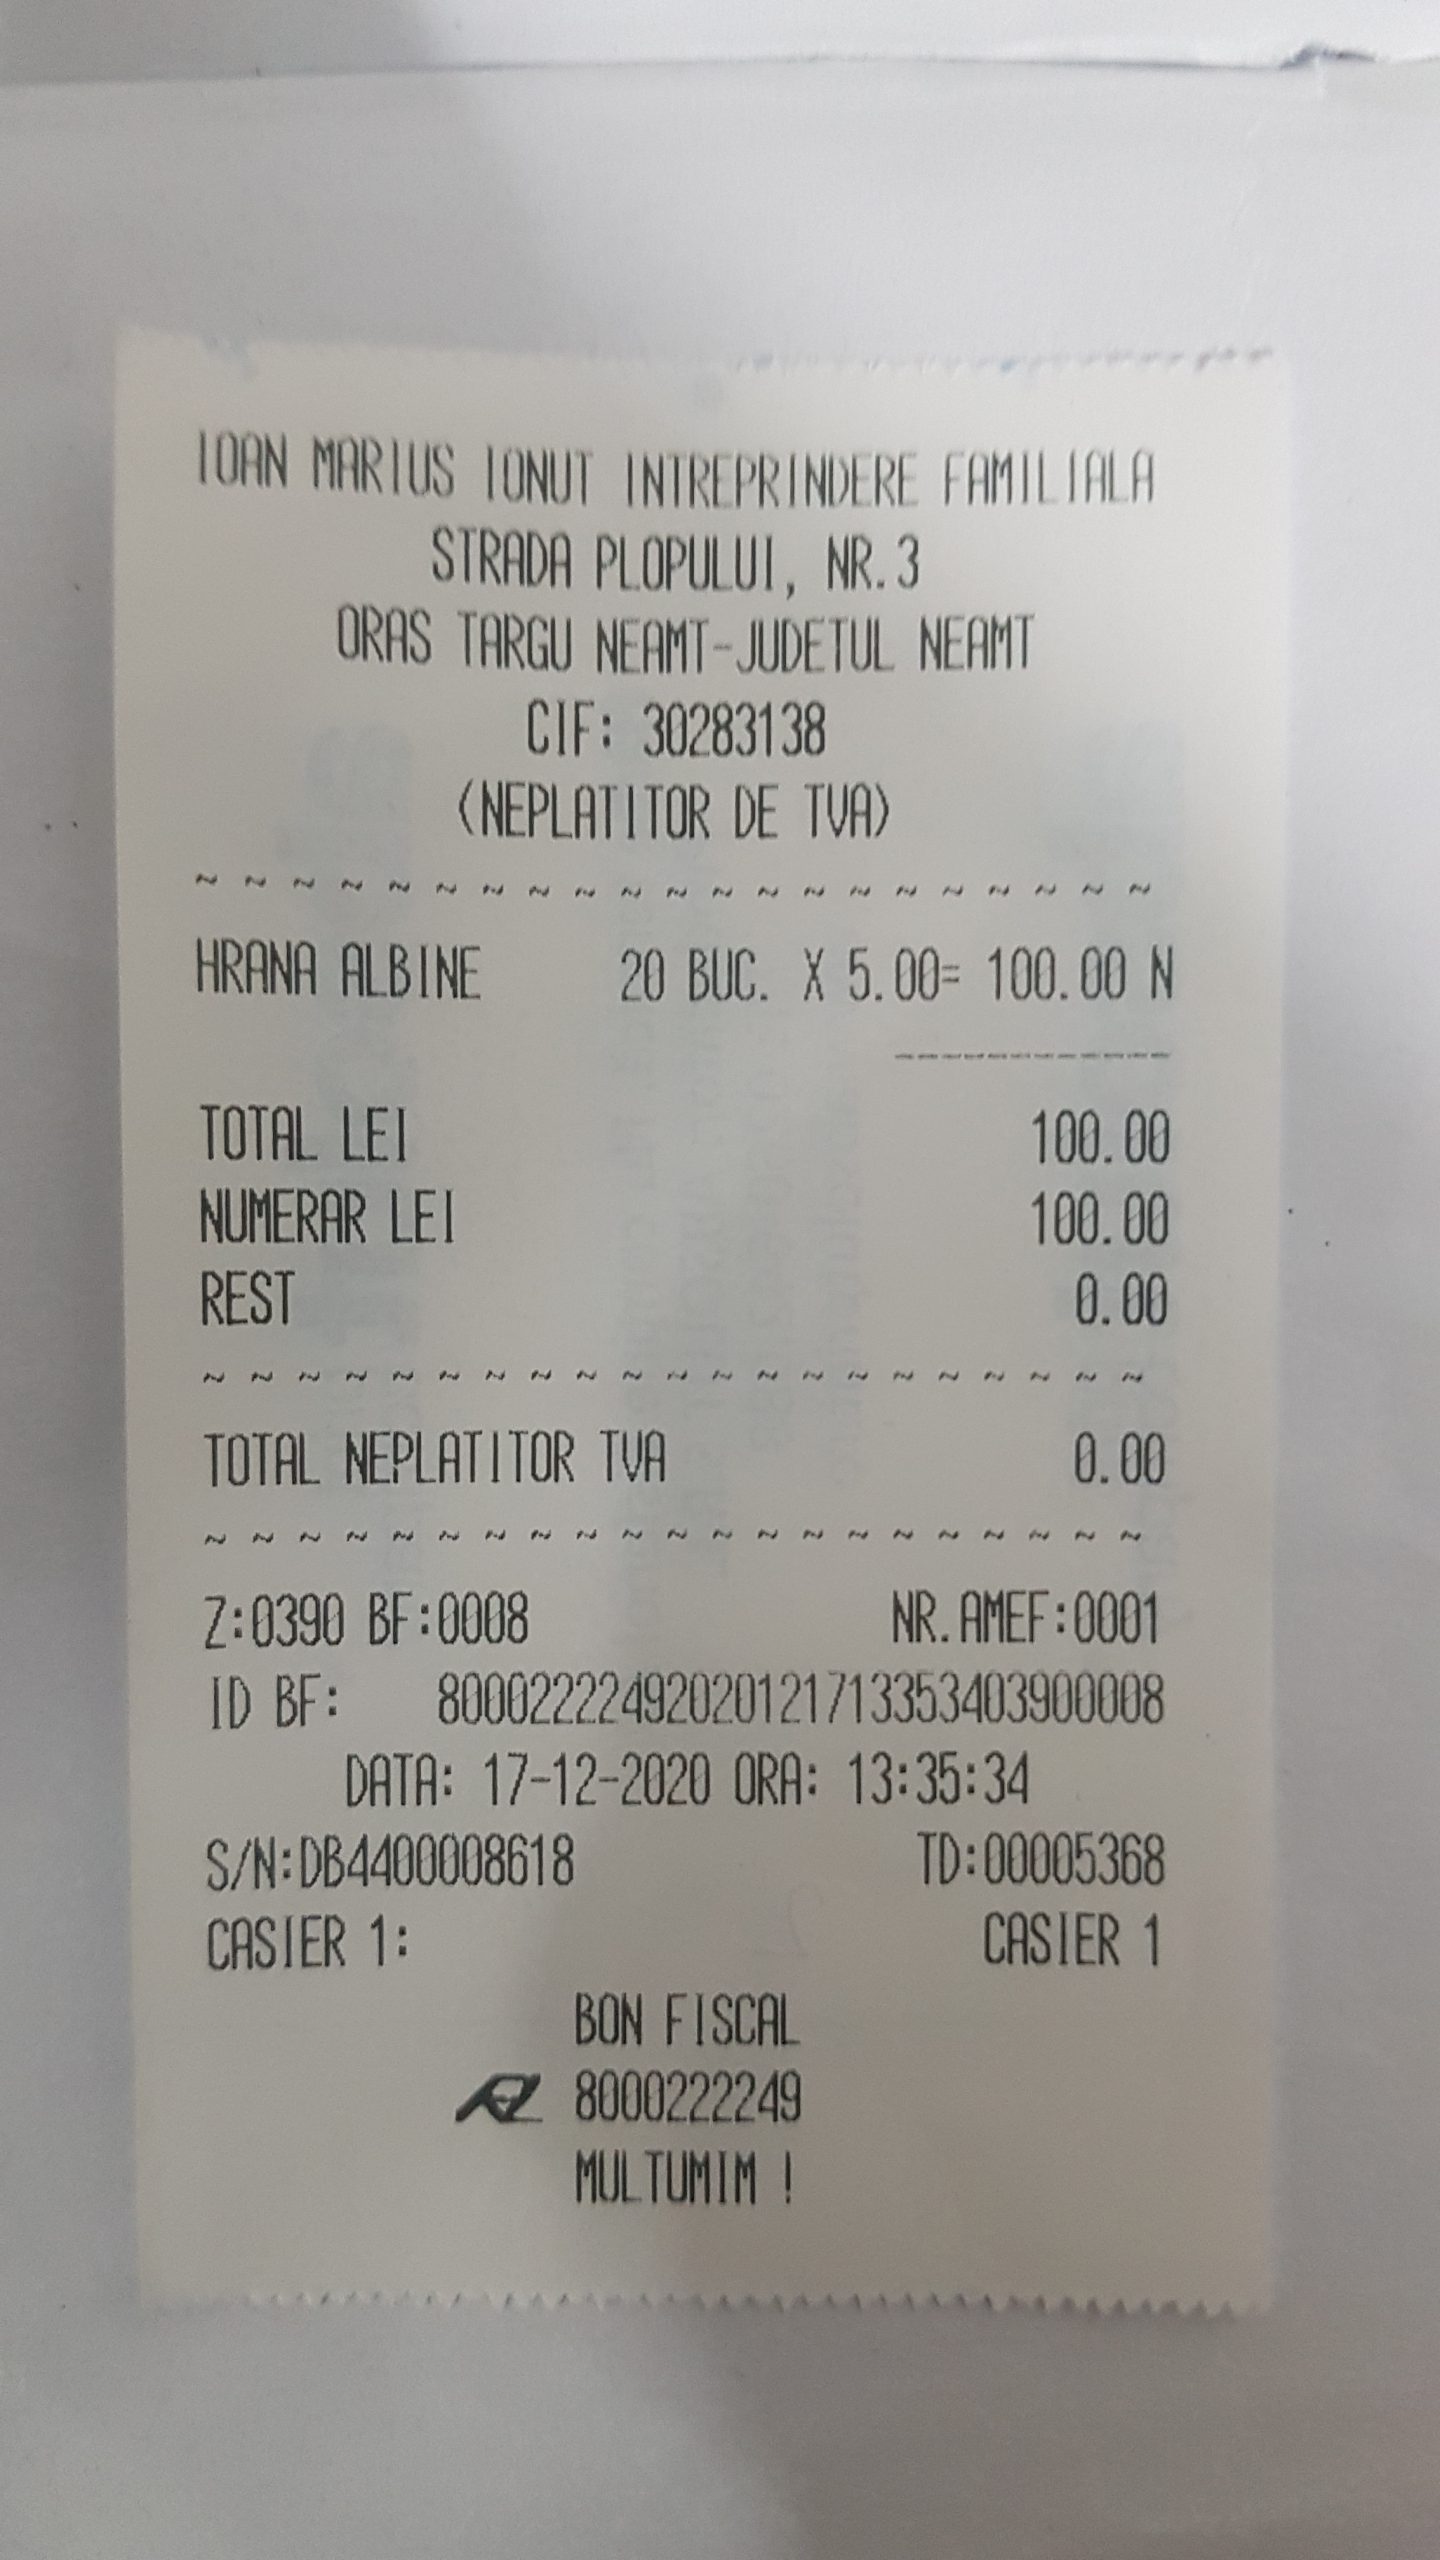 IOAN MARIUS IONUT INTREPRINDERE FAMILIALA
STRADA PLOPULUI, NR.3
ORAS TARGU NEAMT-JUDETUL NEAMT
CIF: 30283138
(NEPLATITOR DE TVA)
~ ~ ~ ~ ~ ~ ~ ~ ~ ~ ~ ~ ~ ~ ~ ~ ~ ~ ~ ~ ~
HRANA ALBINE 20 BUC. X 5.00= 100.00 N
------------
TOTAL LEI 100.00
NUMERAR LEI 100.00
REST 0.00
~ ~ ~ ~ ~ ~ ~ ~ ~ ~ ~ ~ ~ ~ ~ ~ ~ ~ ~ ~ ~
TOTAL NEPLATITOR TVA 0.00
~ ~ ~ ~ ~ ~ ~ ~ ~ ~ ~ ~ ~ ~ ~ ~ ~ ~ ~ ~ ~
Z:0390 BF:0008 NR.AMEF:0001
ID BF: 80002222492020121713353403900008
DATA: 17-12-2020 ORA: 13:35:34
S/N:DB4400008618 TD:00005368
CASIER 1: CASIER 1
BON FISCAL
8000222249
MULTUMIM !